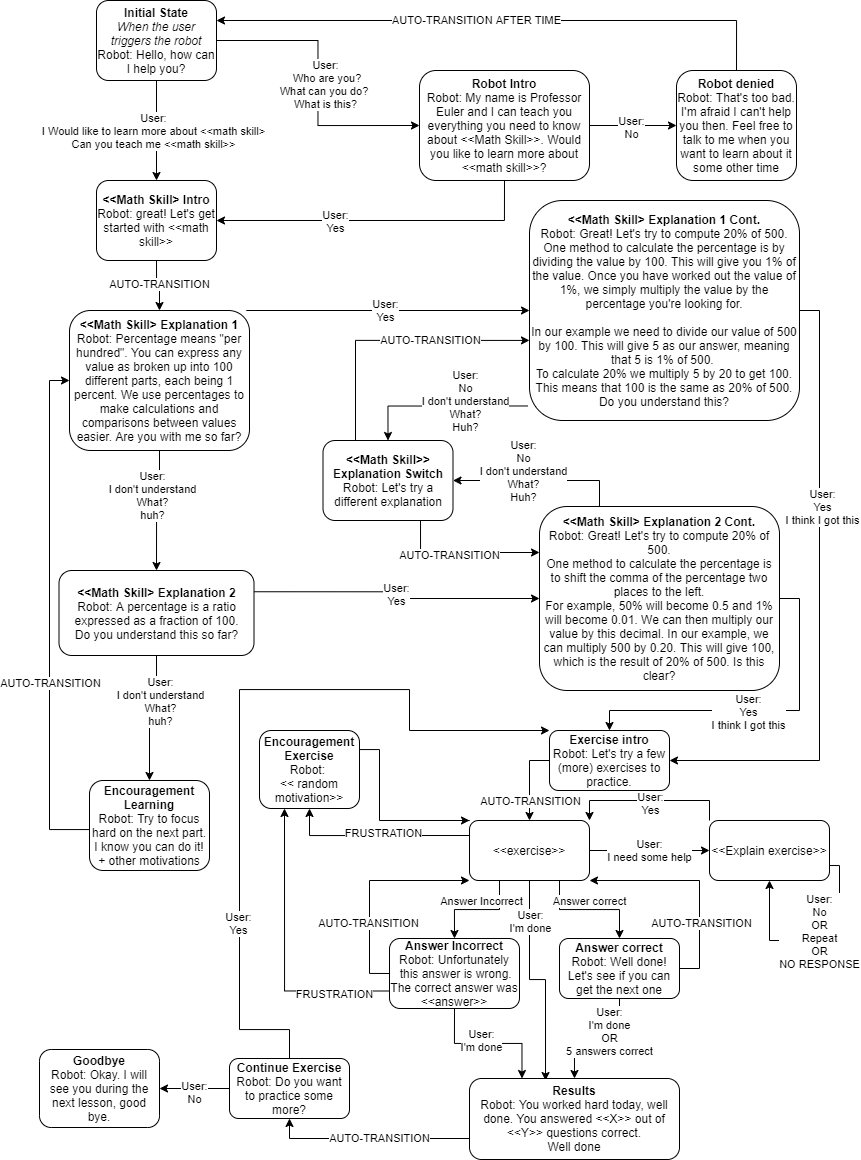 Initial State
When the user
triggers the robot
Robot: Hello, how can
I help you?
AUTO-TRANSITION AFTER TIME
User:
Who are you?
What can you do?
What is this?
Robot Intro
Robot: My name is Professor
Euler and I can teach you
everything you need to know
about <<Math Skill>>. Would
you like to learn more about
<<math skill>>?
User:
No
Robot denied
Robot: That's too bad.
I'm afraid I can't help
you then. Feel free to
talk to me when you
want to learn about it
some other time
User:
I Would like to learn more about <<math skill>
Can you teach me <<math skill>>
<<Math Skill> Intro
Robot: great! Let's get
started with <<math
skill>>
User:
Yes
AUTO-TRANSITION
<<Math Skill> Explanation 1 Cont.
Robot: Great! Let's try to compute 20% of 500.
One method to calculate the percentage is by
dividing the value by 100. This will give you 1% of
the value. Once you have worked out the value of
1%, we simply multiply the value by the
percentage you're looking for.
In our example we need to divide our value of 500
by 100. This will give 5 as our answer, meaning
that 5 is 1% of 500.
To calculate 20% we multiply 5 by 20 to get 100.
This means that 100 is the same as 20% of 500.
Do you understand this?
<<Math Skill> Explanation 1
Robot: Percentage means "per
hundred". You can express any
value as broken up into 100
different parts, each being 1
percent. We use percentages to
make calculations and
comparisons between values
easier. Are you with me so far?
User:
Yes
AUTO-TRANSITION
User:
No
I don't understand
What?
Huh?
<<Math Skill>>
Explanation Switch
Robot: Let's try a
different explanation
User:
No
I don't understand
What?
Huh?
User:
I don't understand
What?
huh?
User:
Yes
I think I got this
AUTO-TRANSITION
<<Math Skill> Explanation 2 Cont.
Robot: Great! Let's try to compute 20% of
500.
One method to calculate the percentage is
to shift the comma of the percentage two
places to the left.
For example, 50% will become 0.5 and 1%
will become 0.01. We can then multiply our
value by this decimal. In our example, we
can multiply 500 by 0.20. This will give 100,
which is the result of 20% of 500. Is this
clear?
<<Math Skill> Explanation 2
Robot: A percentage is a ratio
expressed as a fraction of 100.
Do you understand this so far?
User:
Yes
AUTO-TRANSITION
User:
I don't understand
What?
huh?
User:
Yes
I think I got this
Encouragement
Learning
Robot: Try to focus
hard on the next part.
I know you can do it!
+ other motivations
Encouragement
Exercise
Robot:
<< random
motivation>>
Exercise intro
Robot: Let's try a few
(more) exercises to
practice.
AUTO-TRANSITION
User:
Yes
FRUSTRATION
<<exercise>>
User:
I need some help
<<Explain exercise>>
User:
No
OR
Repeat
OR
NO RESPONSE
User:
Yes
AUTO-TRANSITION
Answer Incorrect
User:
I'm done
Answer correct
AUTO-TRANSITION
Answer Incorrect
Robot: Unfortunately
this answer is wrong.
The correct answer was
<<answer>>
Answer correct
Robot: Well done!
Let's see if you can
get the next one
FRUSTRATION
User:
I'm done
User:
I'm done
OR
5 answers correct
Goodbye
Robot: Okay. I will
see you during the
next lesson, good
bye.
User:
No
Continue Exercise
Robot: Do you want
to practice some
more?
AUTO-TRANSITION
Results
Robot: You worked hard today, well
done. You answered <<X>> out of
<<Y>> questions correct.
Well done